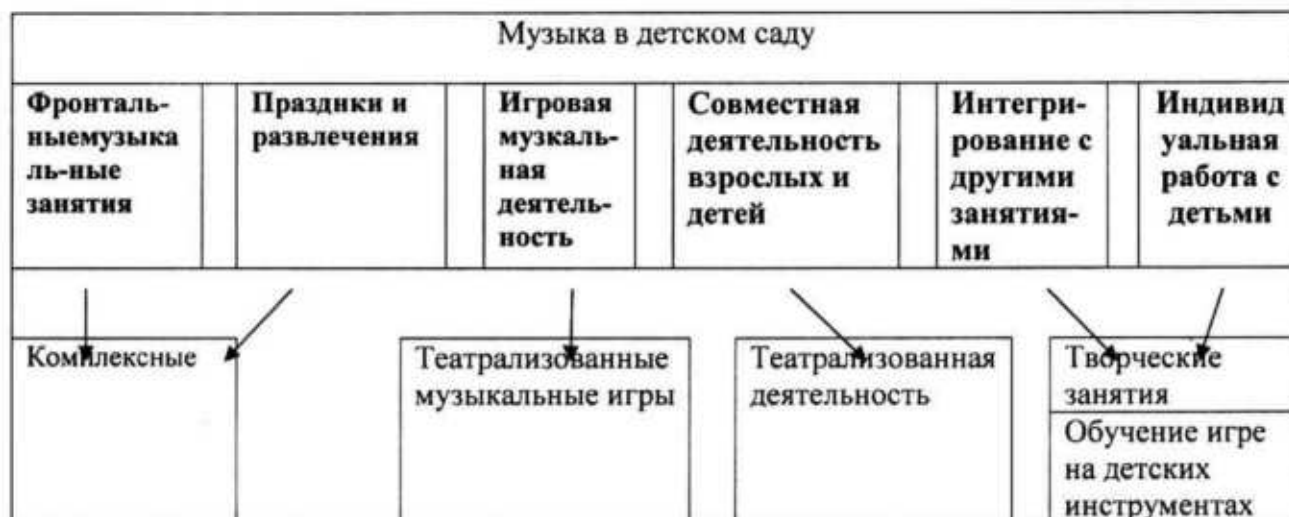 Музыка в детском саду
Фронталь-
ныемузыка
ль-ные
занятия
Праздики и
развлечения
Игровая
музкаль-
ная
деятель-
ность
Совместная
деятельность
взрослых и
детей
Интегри-
рование с
другими
занятия-
ми
Индивид
уальная
работа с
детьми
Комплексные
Театрализованные
музыкальные игры
Театрализованная
деятельность
Творческие
занятия
Обучение игре
на детских
инструментах